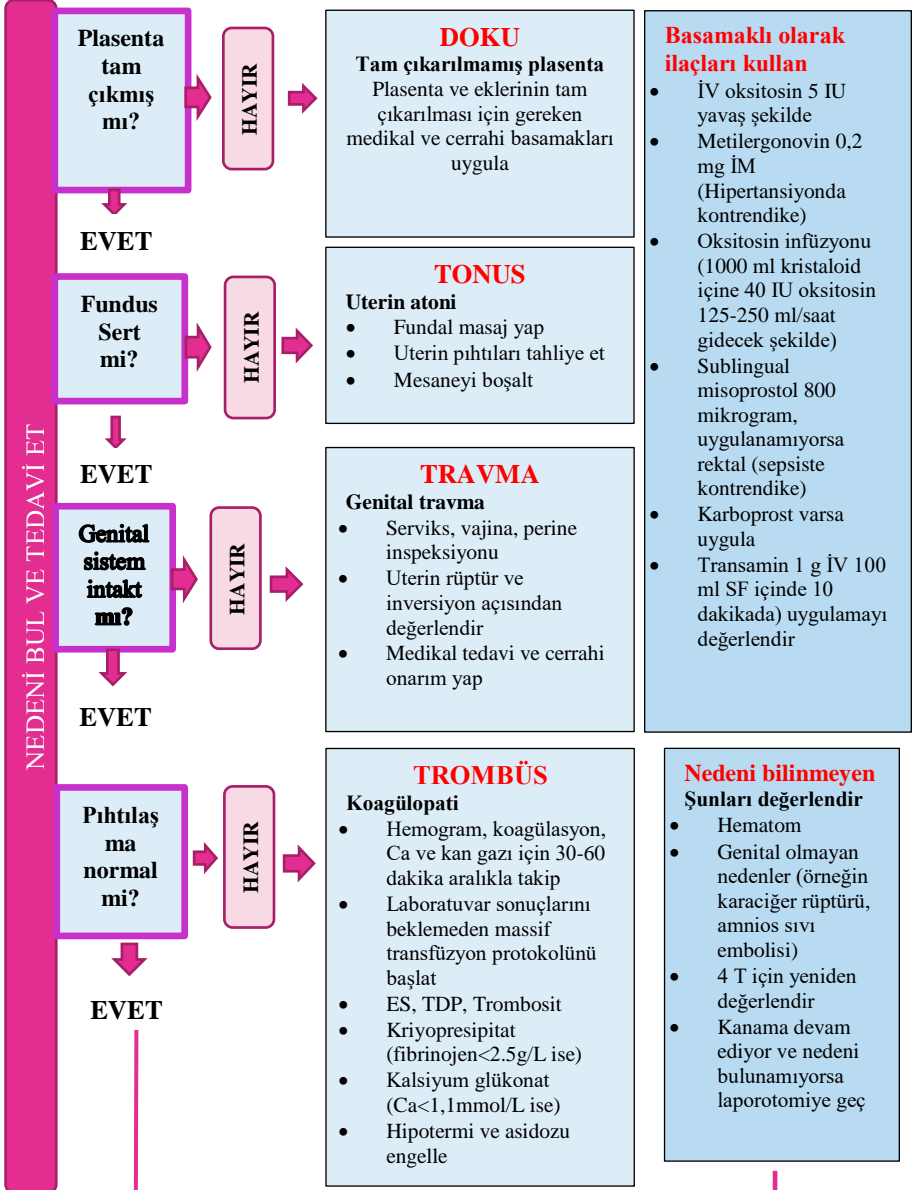 NEDENİ BUL VE TEDAVİ ET
Plasenta
tam
çıkmış
mı?
HAYIR
DOKU
Tam çıkarılmamış plasenta
Plasenta ve eklerinin tam
çıkarılması için gereken
medikal ve cerrahi basamakları
uygula
EVET
Fundus
Sert
mi?
HAYIR
TONUS
Uterin atoni
• Fundal masaj yap
• Uterin pıhtıları tahliye et
• Mesaneyi boşalt
EVET
Genital
sistem
intakt
mı?
HAYIR
TRAVMA
Genital travma
• Serviks, vajina, perine
inspeksiyonu
• Uterin rüptür ve
inversiyon açısından
değerlendir
• Medikal tedavi ve cerrahi
onarım yap
EVET
Basamaklı olarak
ilaçları kullan
• İV oksitosin 5 IU
yavaş şekilde
• Metilergonovin 0,2
mg İM
(Hipertansiyonda
kontrendike)
• Oksitosin infüzyonu
(1000 ml kristaloid
içine 40 IU oksitosin
125-250 ml/saat
gidecek şekilde)
• Sublingual
misoprostol 800
mikrogram,
uygulanamıyorsa
rektal (sepsiste
kontrendike)
• Karboprost varsa
uygula
• Transamin 1 g İV 100
ml SF içinde 10
dakikada) uygulamayı
değerlendir
Pıhtılaş
ma
normal
mi?
HAYIR
TROMBÜS
Koagülopati
• Hemogram, koagülasyon,
Ca ve kan gazı için 30-60
dakika aralıkla takip
• Laboratuvar sonuçlarını
beklemeden massif
transfüzyon protokolünü
başlat
• ES, TDP, Trombosit
• Kriyopresipitat
(fibrinojen<2.5g/L ise)
• Kalsiyum glükonat
(Ca<1,1mmol/L ise)
• Hipotermi ve asidozu
engelle
EVET
Nedeni bilinmeyen
Şunları değerlendir
• Hematom
• Genital olmayan
nedenler (örneğin
karaciğer rüptürü,
amnios sıvı
embolisi)
• 4 T için yeniden
değerlendir
• Kanama devam
ediyor ve nedeni
bulunamıyorsa
laporotomiye geç